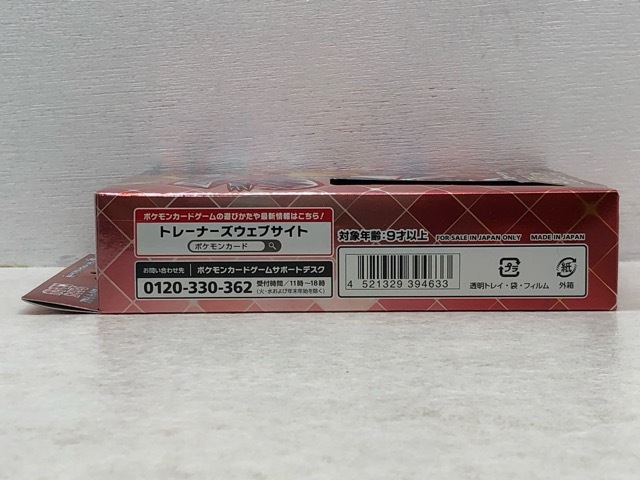 ポケモンカードゲームの遊びかたや最新情報はこちら!
トレーナーズウェブサイト
ポケモンカード
お問い合わせ先
ポケモンカードゲームサポートデスク
0120-330-362
受付時間/11時~18時
(火・水および年末年始を除く)
対象年齢:9才以上
FOR SALE IN JAPAN ONLY
MADE IN JAPAN
4 521329 394633
プラ
透明トレイ・袋・フィルム
紙
外箱